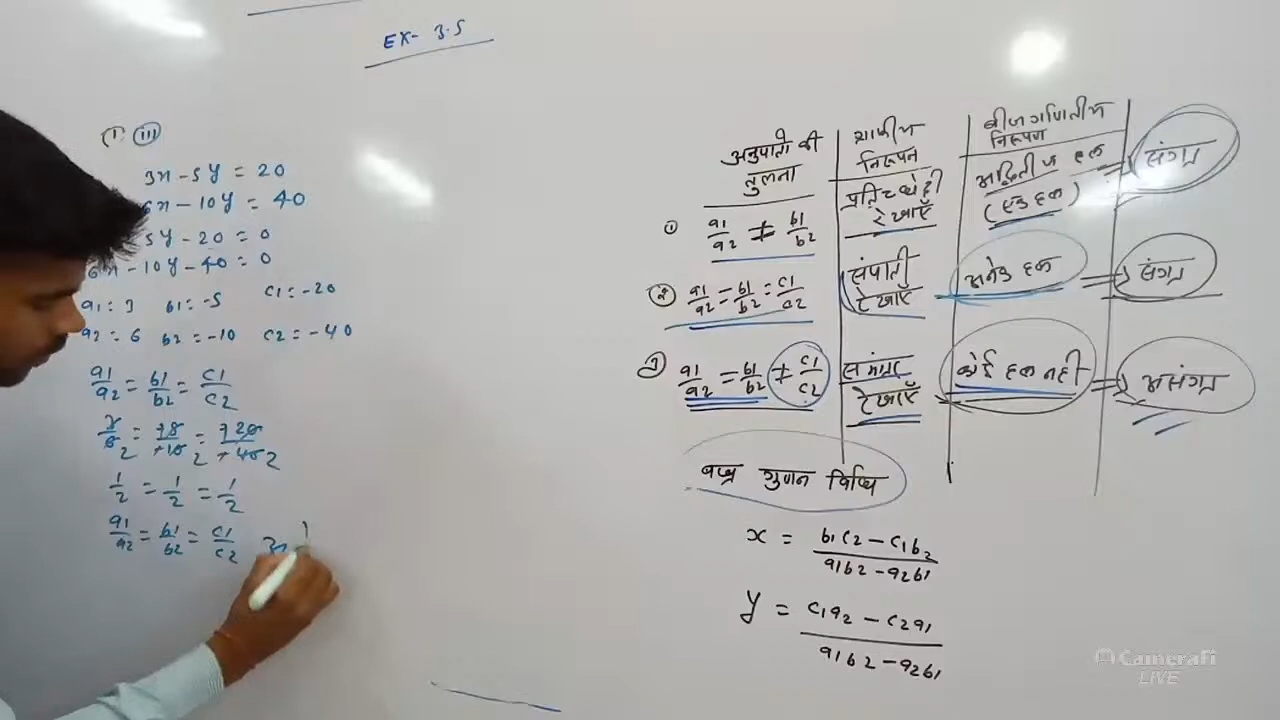 EX- 3.5
(1) (iii)
3x - 5y = 20
6x - 10y = 40
5y - 20 = 0
6x - 10y - 40 = 0
a1 = 3 b1 = -5 c1 = -20
a2 = 6 b2 = -10 c2 = -40
a1/a2 = b1/b2 = c1/c2
1/2 = 1/2 = 1/2
a1/a2 = b1/b2 = c1/c2
अनुपातो की तुलना
निरूपण
बीजगणितीय निरूपण
① a1/a2 ≠ b1/b2
प्रतिच्छेदी रेखाएँ
अद्वितीय हल (एक हल)
संगत
② a1/a2 = b1/b2 = c1/c2
संपाती रेखाएँ
अनेक हल
संगत
③ a1/a2 = b1/b2 ≠ c1/c2
रेखाएँ
कोई हल नही
असंगत
गुणन विधि
x = b1c2 - c1b2 / a1b2 - a2b1
y = c1a2 - c2a1 / a1b2 - a2b1
CameraFi
LIVE